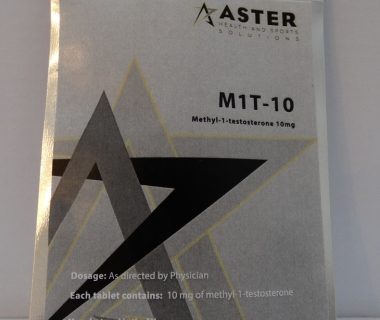 ASTER
HEALTH AND SPORTS
SOLUTIONS
M1T-10
Methyl-1-testosterone 10mg
Dosage: As directed by Physician
Each tablet contains: 10 mg of methyl-1-testosterone